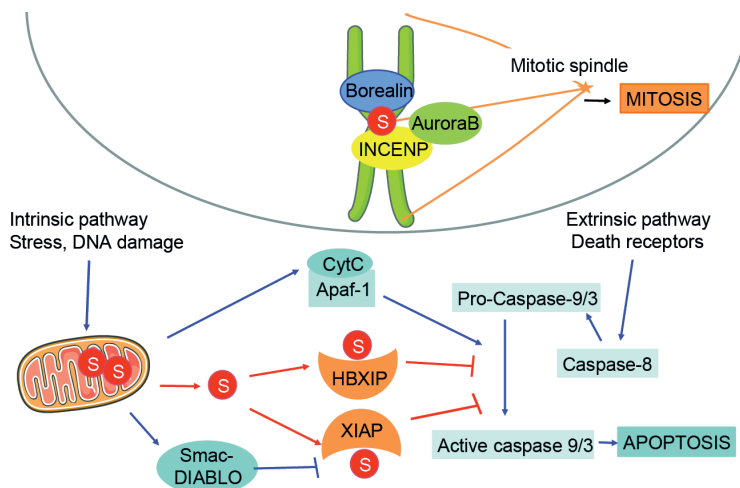 Mitotic spindle
Borealin
MITOSIS
S
AuroraB
INCENP
Intrinsic pathway
Stress, DNA damage
Extrinsic pathway
Death receptors
CytC
Apaf-1
Pro-Caspase-9/3
S
S
S
S
HBXIP
Caspase-8
XIAP
S
Smac-
DIABLO
Active caspase 9/3
APOPTOSIS